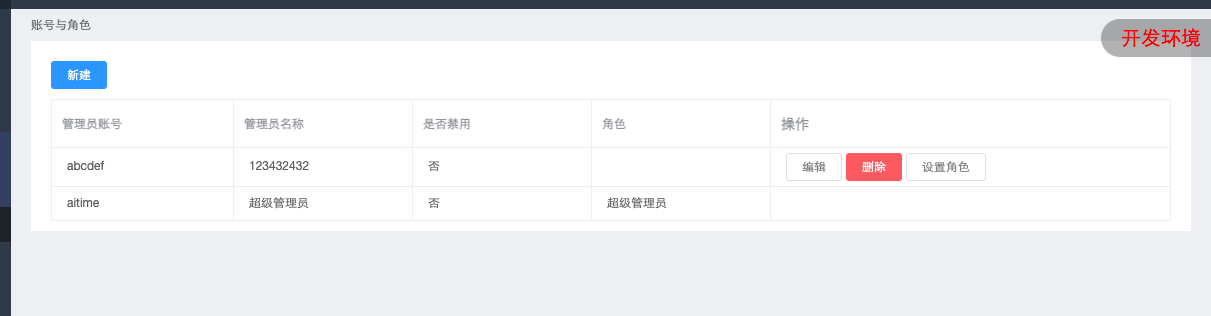 账号与角色
开发环境
新建
管理员账号 管理员名称 是否禁用 角色 操作
abcdef 123432432 否 编辑 删除 设置角色
aitime 超级管理员 否 超级管理员